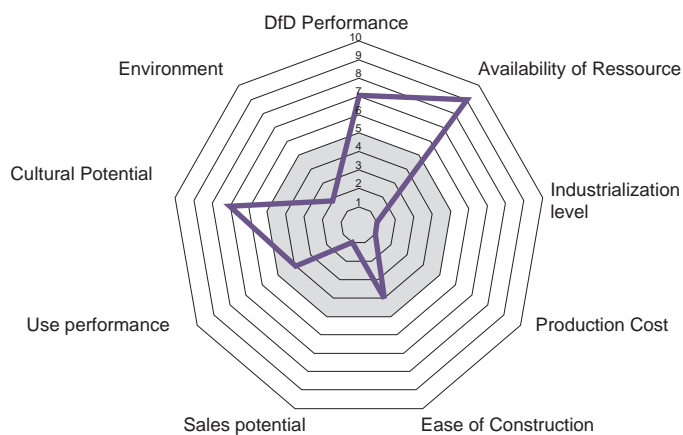 DfD Performance
10
9
8
7
6
5
4
3
2
1
Environment
Availability of Ressource
Cultural Potential
Industrialization
level
Use performance
Production Cost
Sales potential
Ease of Construction